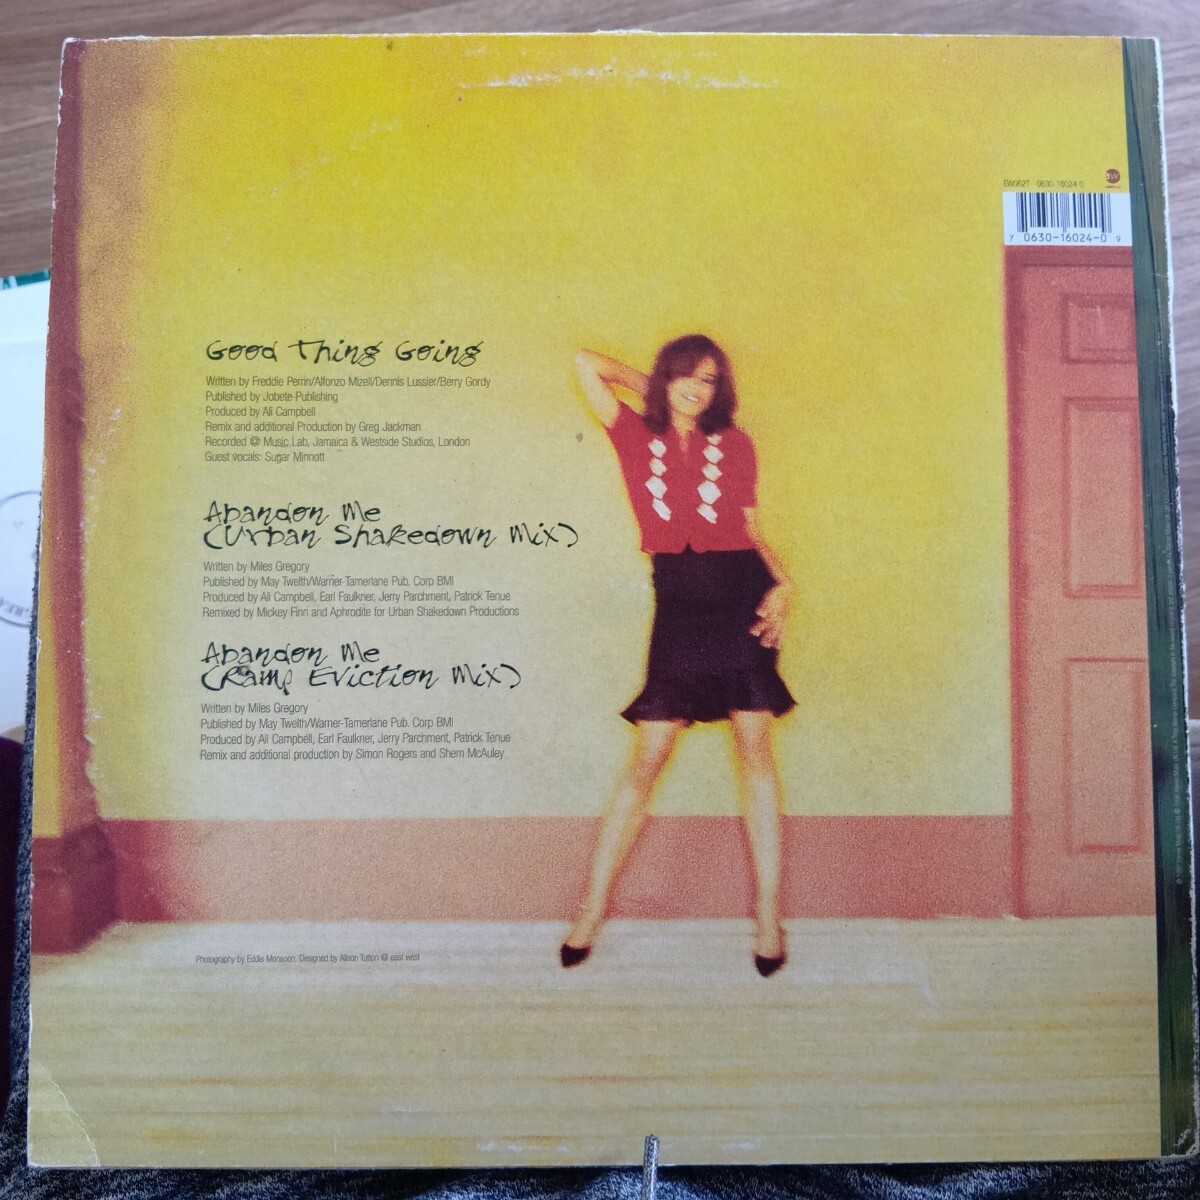 EW062T 0630-16024-0
7 0630-16024-0 9
Good Thing Going
Written by Freddie Perrin/Alfonzo Mizell/Dennis Lussier/Berry Gordy
Published by Jobete Publishing
Produced by Ali Campbell
Remix and additional Production by Greg Jackman
Recorded @ Music Lab, Jamaica & Westside Studios, London
Guest vocals: Sugar Minnott
Abandon Me
(Urban Shakedown Mix)
Written by Miles Gregory
Published by May Twelth/Warner-Tamerlane Pub. Corp BMI
Produced by Ali Campbell, Earl Faulkner, Jerry Parchment, Patrick Tenue
Remixed by Mickey Finn and Aphrodite for Urban Shakedown Productions
Abandon Me
(Ramp Eviction Mix)
Written by Miles Gregory
Published by May Twelth/Warner-Tamerlane Pub. Corp BMI
Produced by Ali Campbell, Earl Faulkner, Jerry Parchment, Patrick Tenue
Remix and additional production by Simon Rogers and Shem McAuley
Photography by Eddie Monsoon. Designed by Alison Tutton @ east west